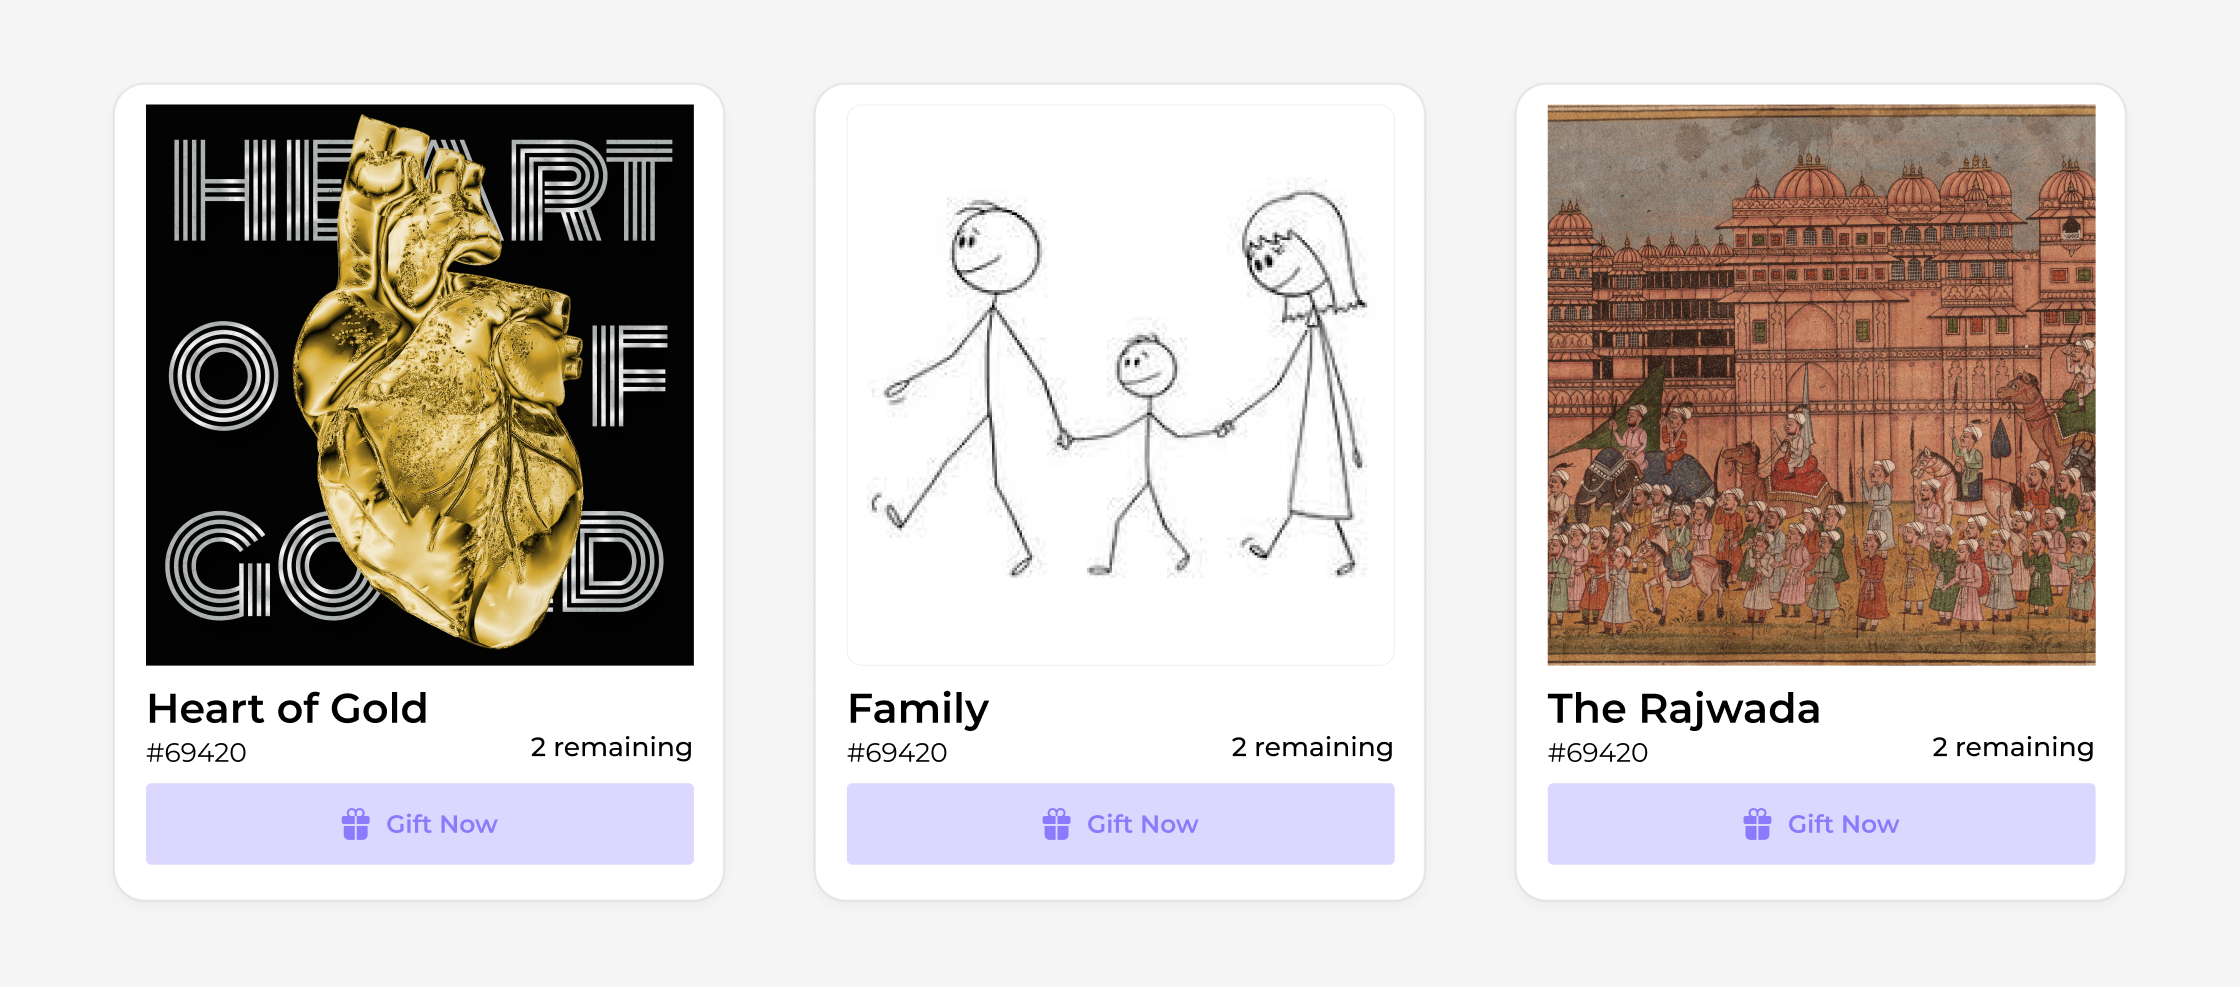 HEART
OF
GOLD
Heart of Gold
#69420
2 remaining
Gift Now
Family
#69420
2 remaining
Gift Now
The Rajwada
#69420
2 remaining
Gift Now